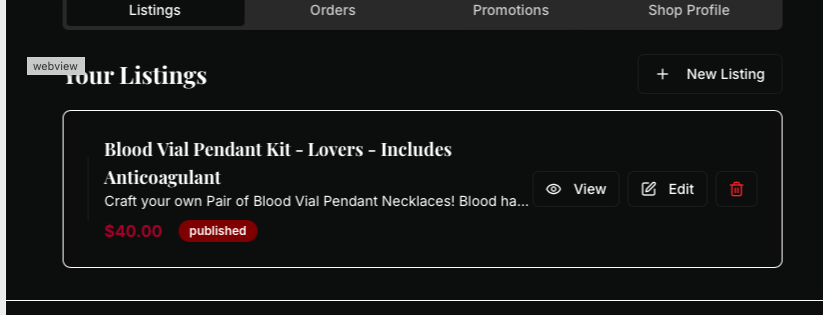 Listings
Orders
Promotions
Shop Profile
webview
Your Listings
New Listing
Blood Vial Pendant Kit - Lovers - Includes
Anticoagulant
Craft your own Pair of Blood Vial Pendant Necklaces! Blood ha...
$40.00
published
View
Edit